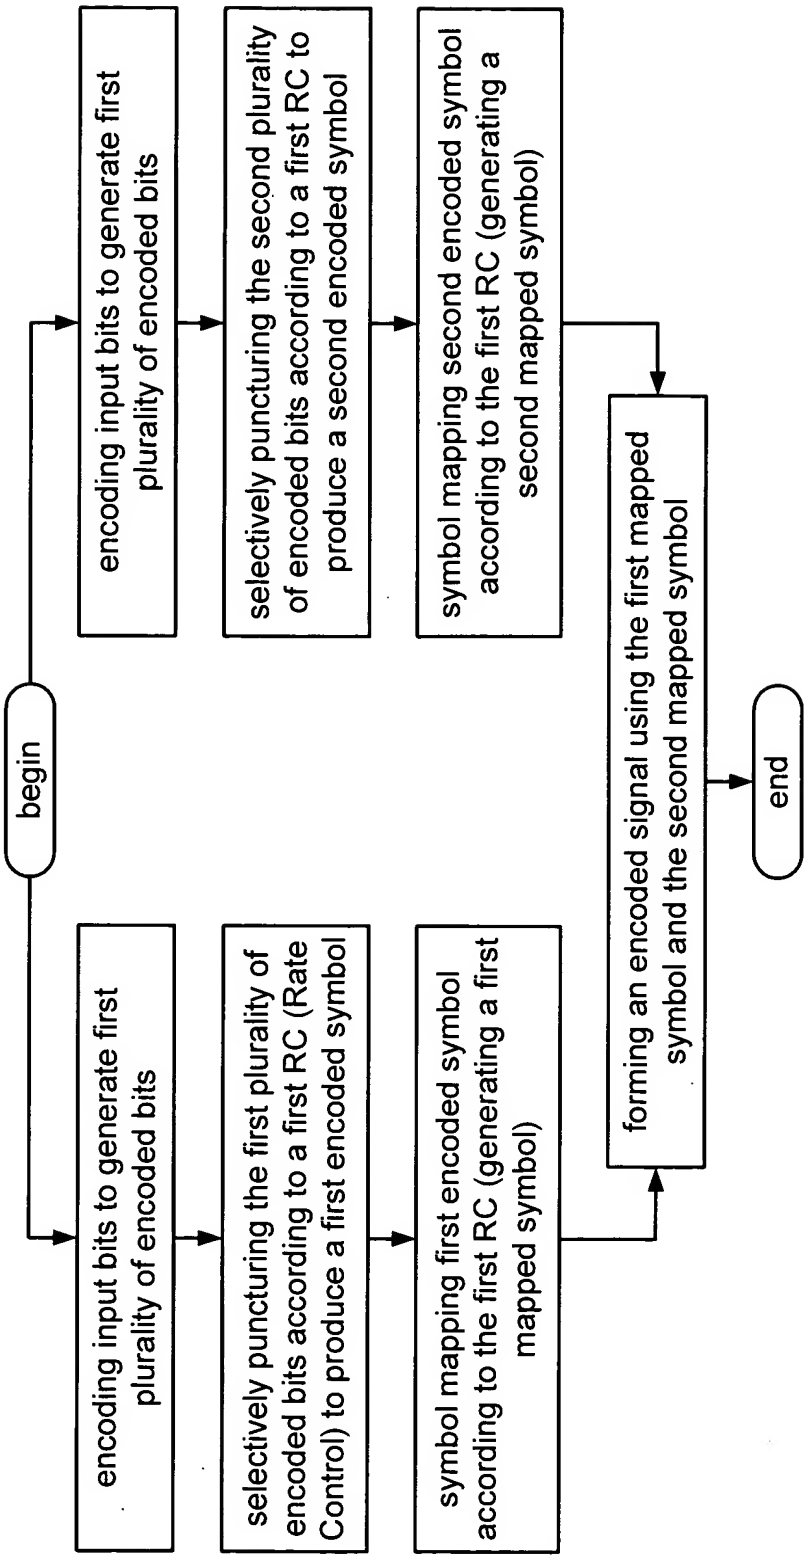 begin
encoding input bits to generate first
plurality of encoded bits
selectively puncturing the first plurality of
encoded bits according to a first RC (Rate
Control) to produce a first encoded symbol
symbol mapping first encoded symbol
according to the first RC (generating a first
mapped symbol)
encoding input bits to generate first
plurality of encoded bits
selectively puncturing the second plurality
of encoded bits according to a first RC to
produce a second encoded symbol
symbol mapping second encoded symbol
according to the first RC (generating a
second mapped symbol)
forming an encoded signal using the first mapped
symbol and the second mapped symbol
end